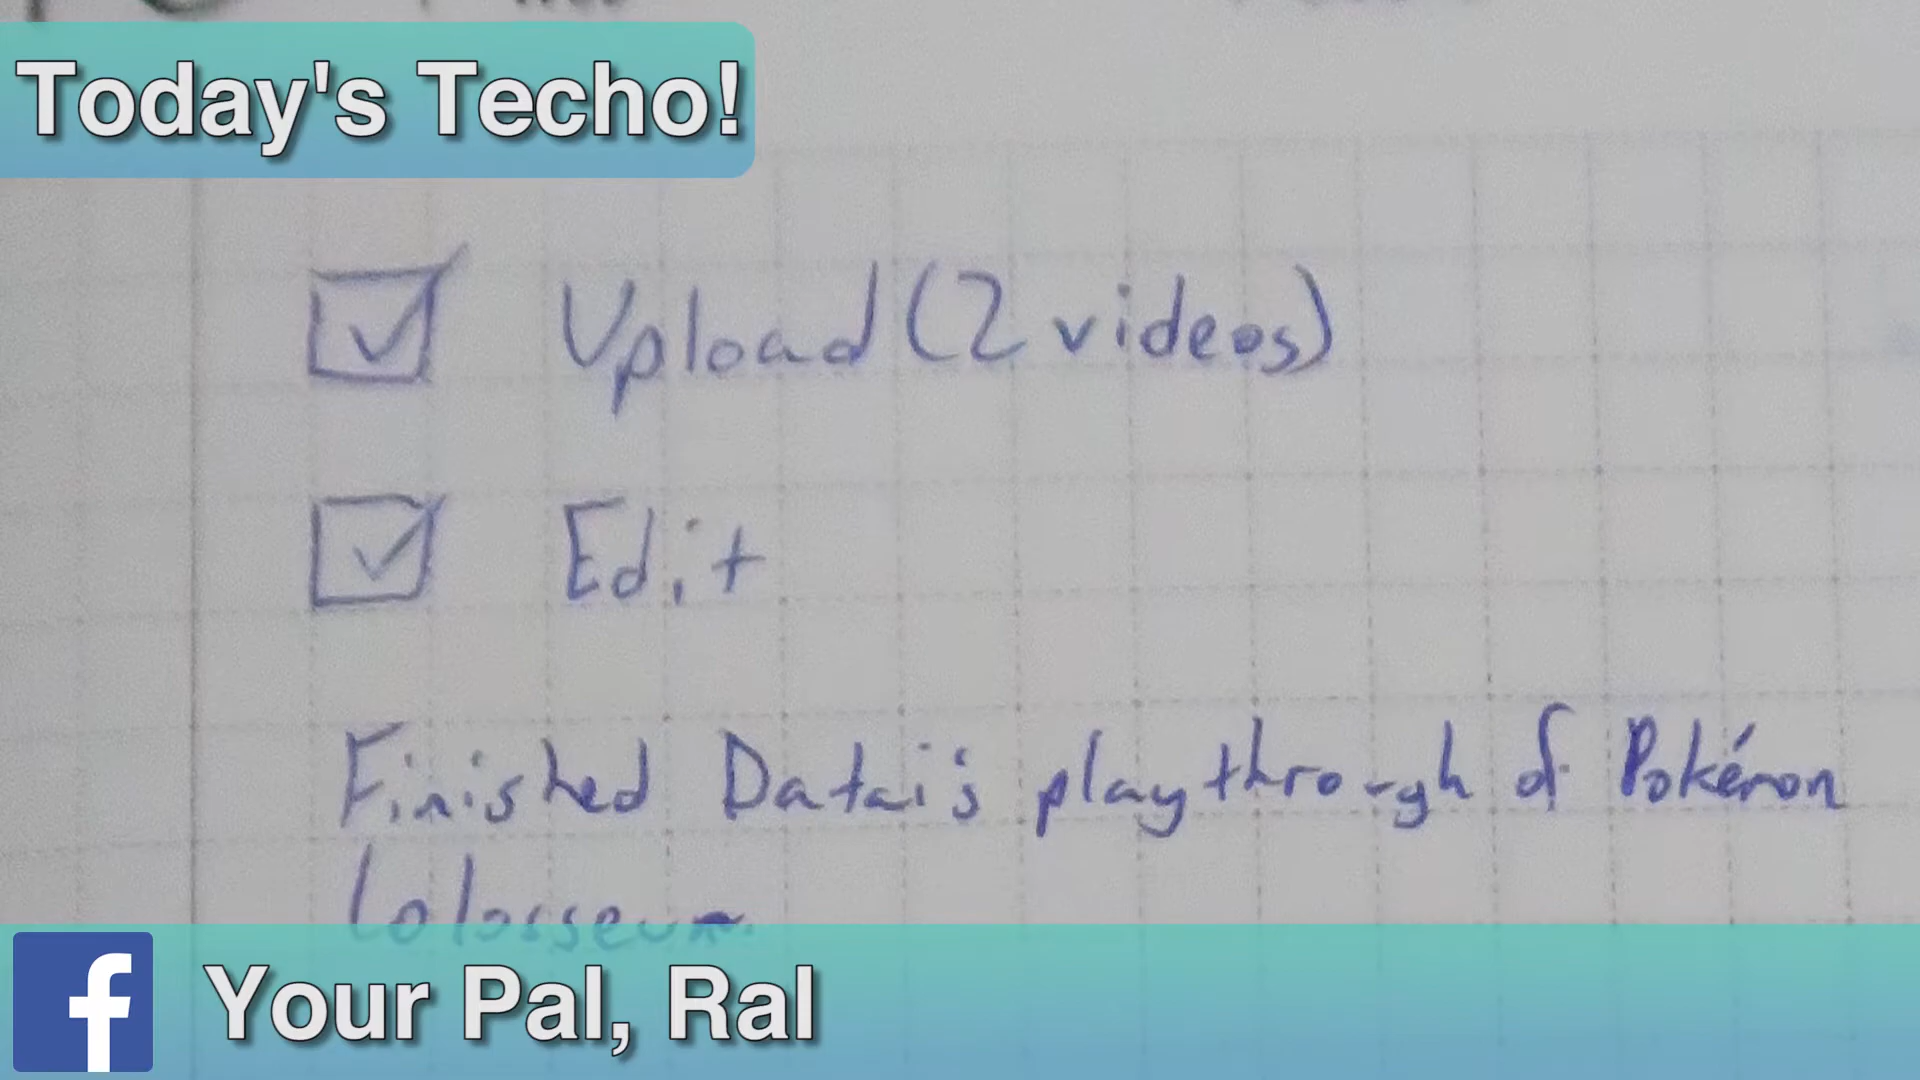 Today's Techo!
Upload (2 videos)
Edit
Finished Datai's playthrough of Pokémon
Colosseum.
f Your Pal, Ral